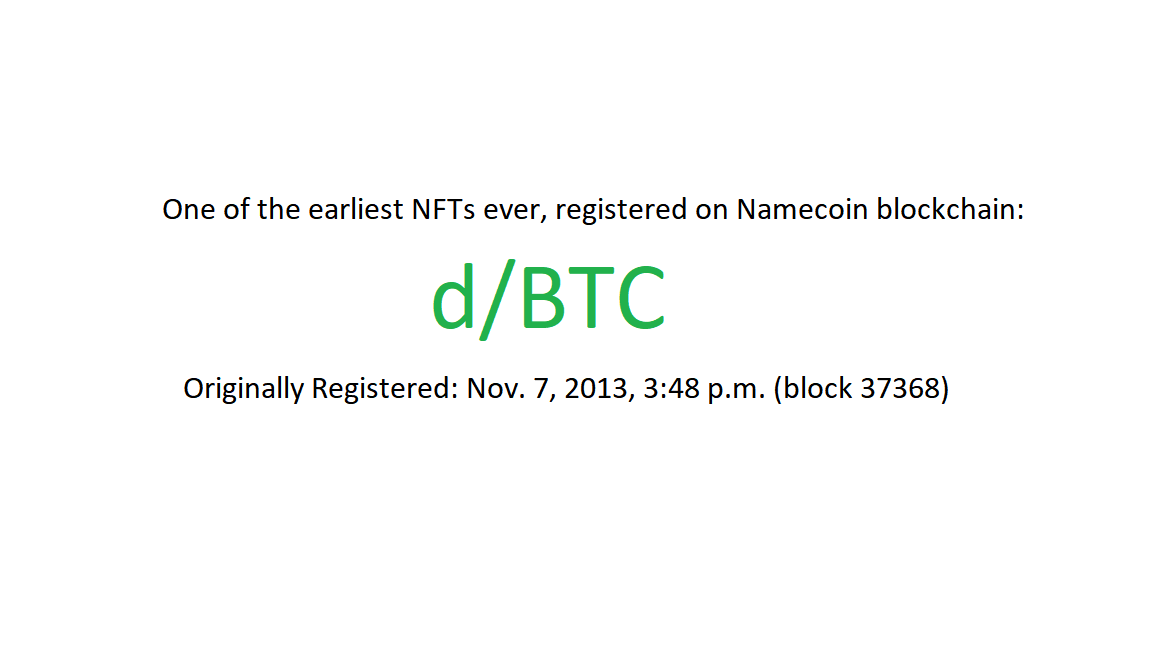 One of the earliest NFTs ever, registered on Namecoin blockchain:
d/BTC
Originally Registered: Nov. 7, 2013, 3:48 p.m. (block 37368)